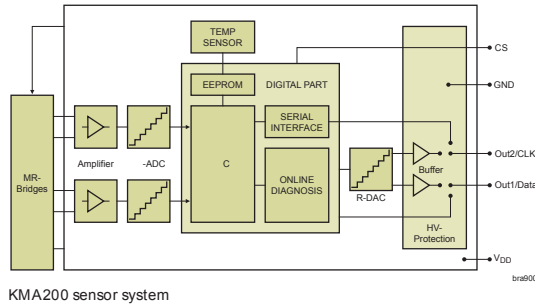 TEMP
SENSOR
CS
EEPROM
DIGITAL PART
GND
SERIAL
INTERFACE
Amplifier
-ADC
C
MR-
Bridges
ONLINE
DIAGNOSIS
R-DAC
Buffer
Out2/CLK
Out1/Data
HV-
Protection
VDD
bra900
KMA200 sensor system